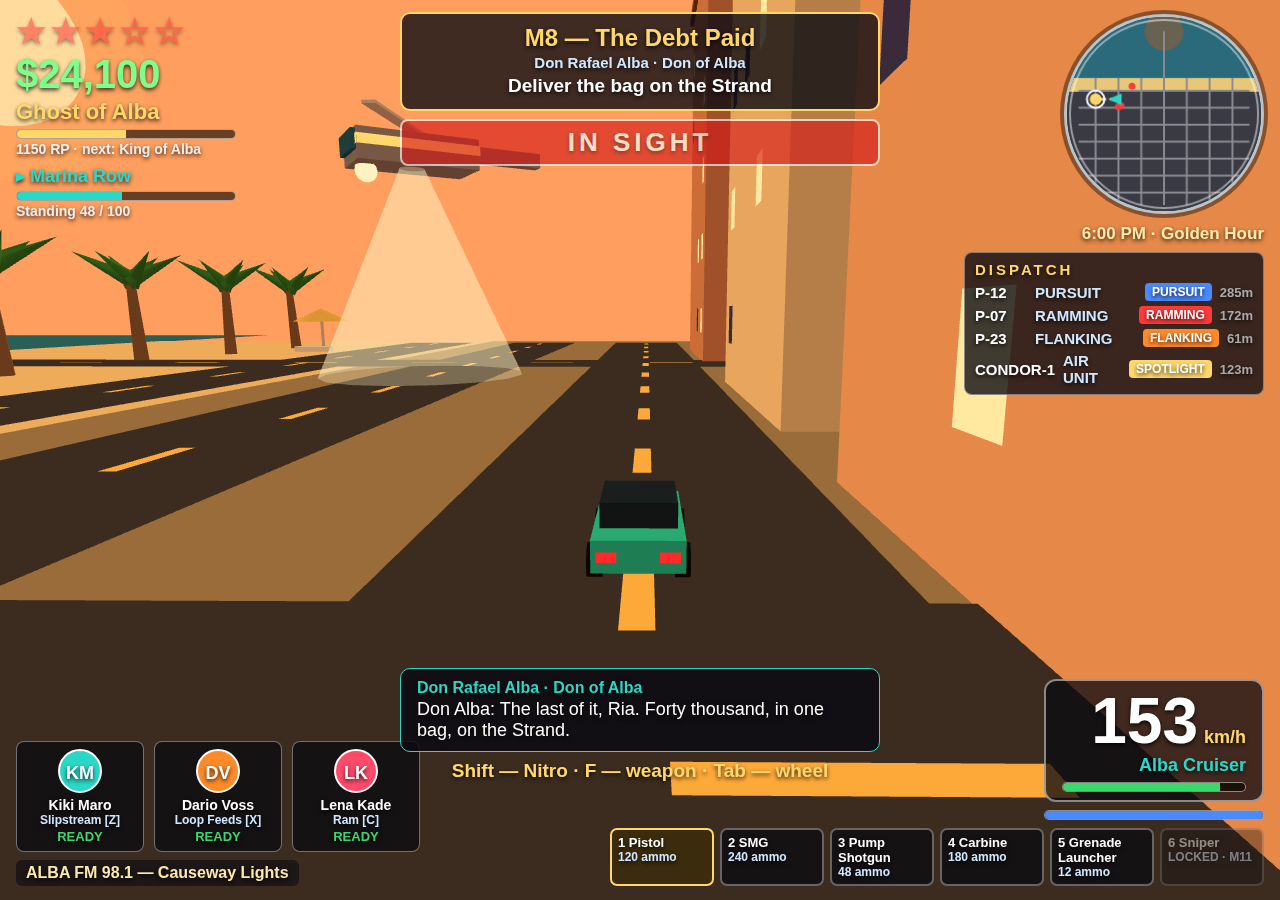 $24,100
Ghost of Alba
1150 RP · next: King of Alba
▸ Marina Row
Standing 48 / 100
M8 — The Debt Paid
Don Rafael Alba · Don of Alba
Deliver the bag on the Strand
IN SIGHT
6:00 PM · Golden Hour
DISPATCH
P-12 PURSUIT PURSUIT 285m
P-07 RAMMING RAMMING 172m
P-23 FLANKING FLANKING 61m
CONDOR-1 AIR UNIT SPOTLIGHT 123m
Don Rafael Alba · Don of Alba
Don Alba: The last of it, Ria. Forty thousand, in one
bag, on the Strand.
Shift — Nitro · F — weapon · Tab — wheel
KM
Kiki Maro
Slipstream [Z]
READY
DV
Dario Voss
Loop Feeds [X]
READY
LK
Lena Kade
Ram [C]
READY
ALBA FM 98.1 — Causeway Lights
153 km/h
Alba Cruiser
1 Pistol
120 ammo
2 SMG
240 ammo
3 Pump
Shotgun
48 ammo
4 Carbine
180 ammo
5 Grenade
Launcher
12 ammo
6 Sniper
LOCKED · M11